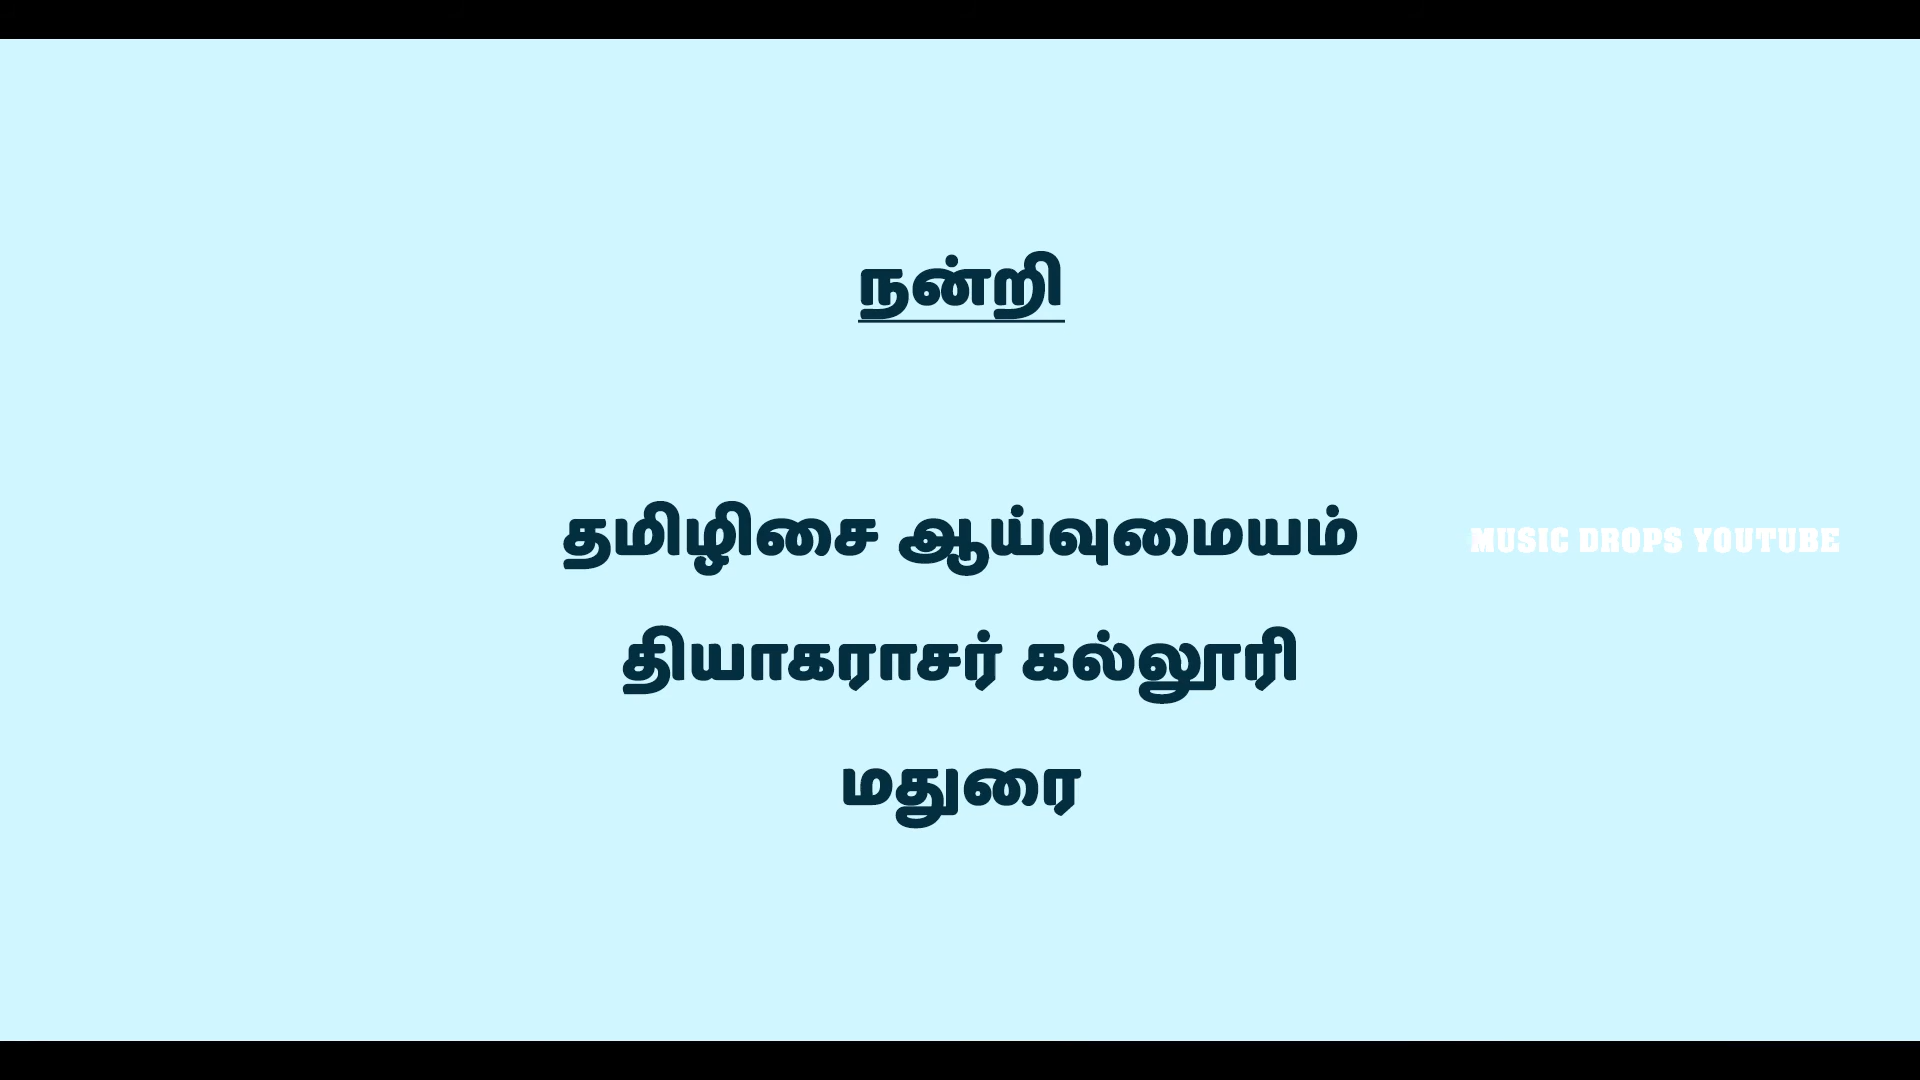 நன்றி
தமிழிசை ஆய்வுமையம்
MUSIC DROPS YOUTUBE
தியாகராசர் கல்லூரி
மதுரை